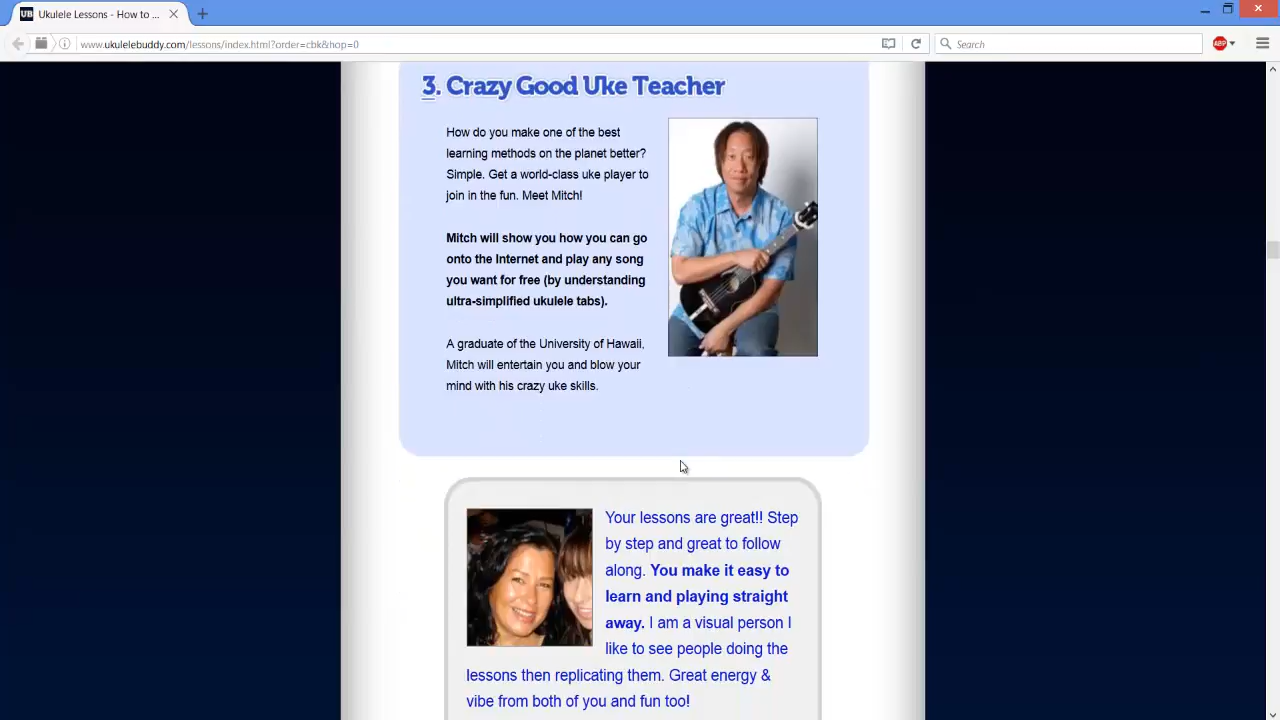 UB Ukulele Lessons - How to ...
www.ukulelebuddy.com/lessons/index.html?order=cbk&hop=0
Search
ABP
3. Crazy Good Uke Teacher
How do you make one of the best
learning methods on the planet better?
Simple. Get a world-class uke player to
join in the fun. Meet Mitch!
Mitch will show you how you can go
onto the Internet and play any song
you want for free (by understanding
ultra-simplified ukulele tabs).
A graduate of the University of Hawaii,
Mitch will entertain you and blow your
mind with his crazy uke skills.
Your lessons are great!! Step
by step and great to follow
along. You make it easy to
learn and playing straight
away. I am a visual person I
like to see people doing the
lessons then replicating them. Great energy &
vibe from both of you and fun too!